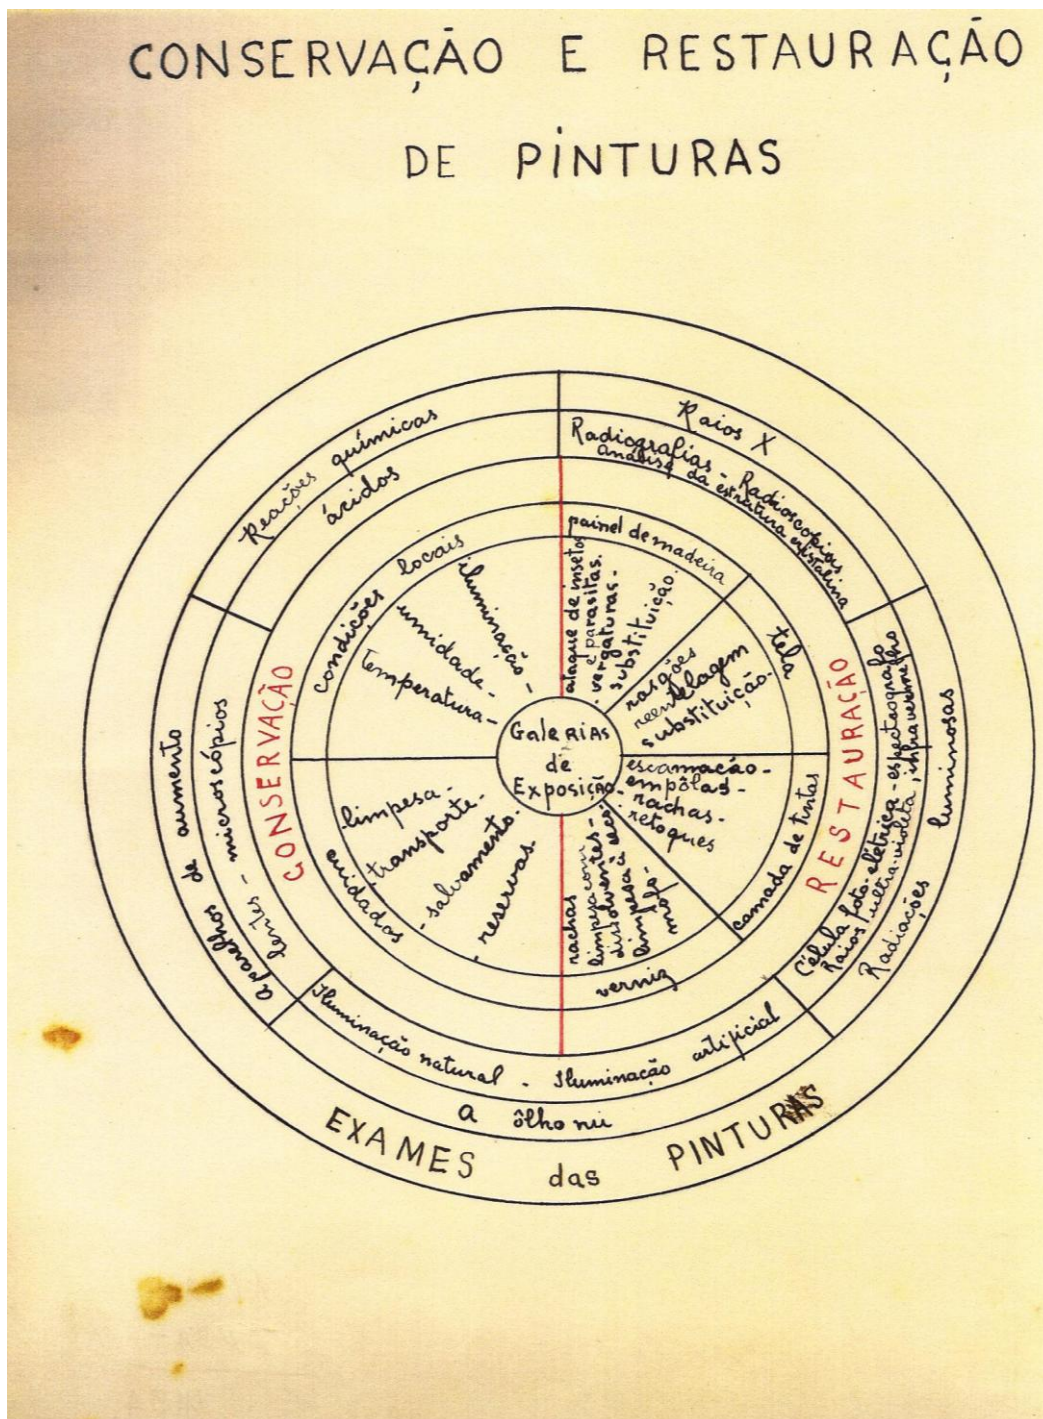 CONSERVAÇÃO E RESTAURAÇÃO
DE PINTURAS
Raios X
Radiografias - Radioscopias
análise da estrutura cristalina
Reações químicas
ácidos
aparelhos de aumento
lentes - microscópios
Radiações luminosas
Célula foto-elétrica - espectrografo
Raios ultra-violeta, infra vermelho
CONSERVAÇÃO
RESTAURAÇÃO
condições locais
iluminação -
umidade -
temperatura -
painel de madeira
ataque de insetos
e parasitas.
vergaturas -
substituição.
tela
rasgões
reentelagem
substituição.
Galerias
de
Exposição
cuidados
limpesa -
transporte -
- salvamento.
reservas.
camada de tintas
escamacão -
empôlas -
rachas -
retoques
verniz
rachas
limpesa com
dissolventes -
limpesa à sêco
mofo
Iluminação natural - Iluminação artificial
a ôlho nu
EXAMES das PINTURAS